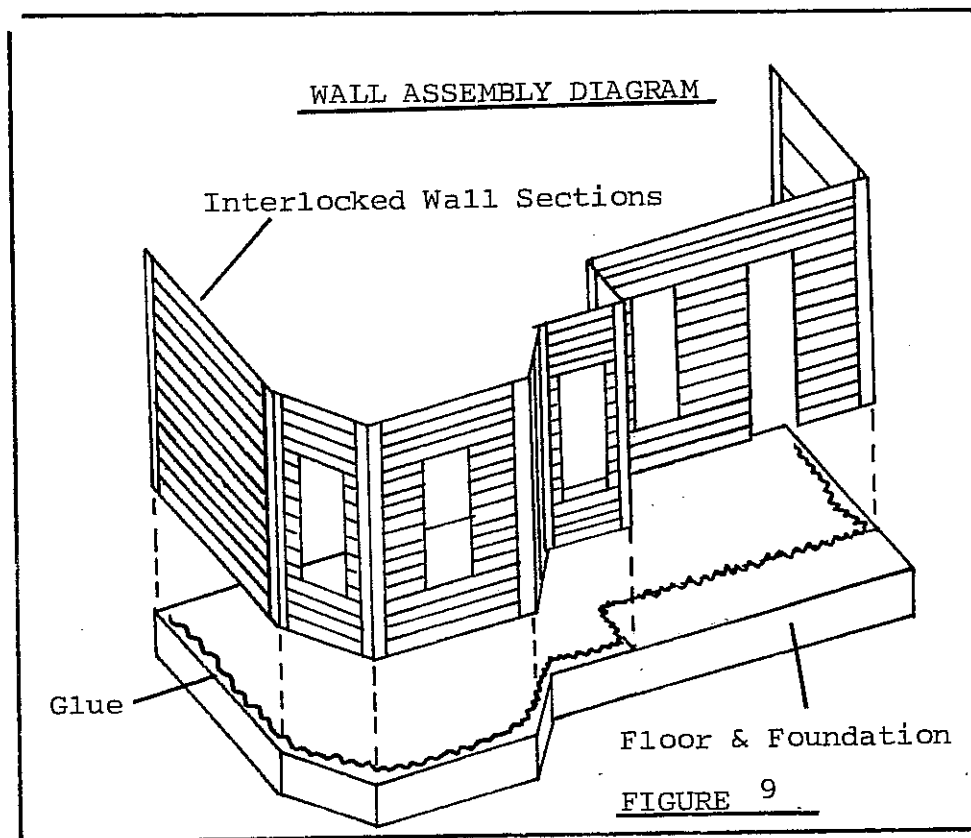 WALL ASSEMBLY DIAGRAM
Interlocked Wall Sections
Glue
Floor & Foundation
FIGURE 9